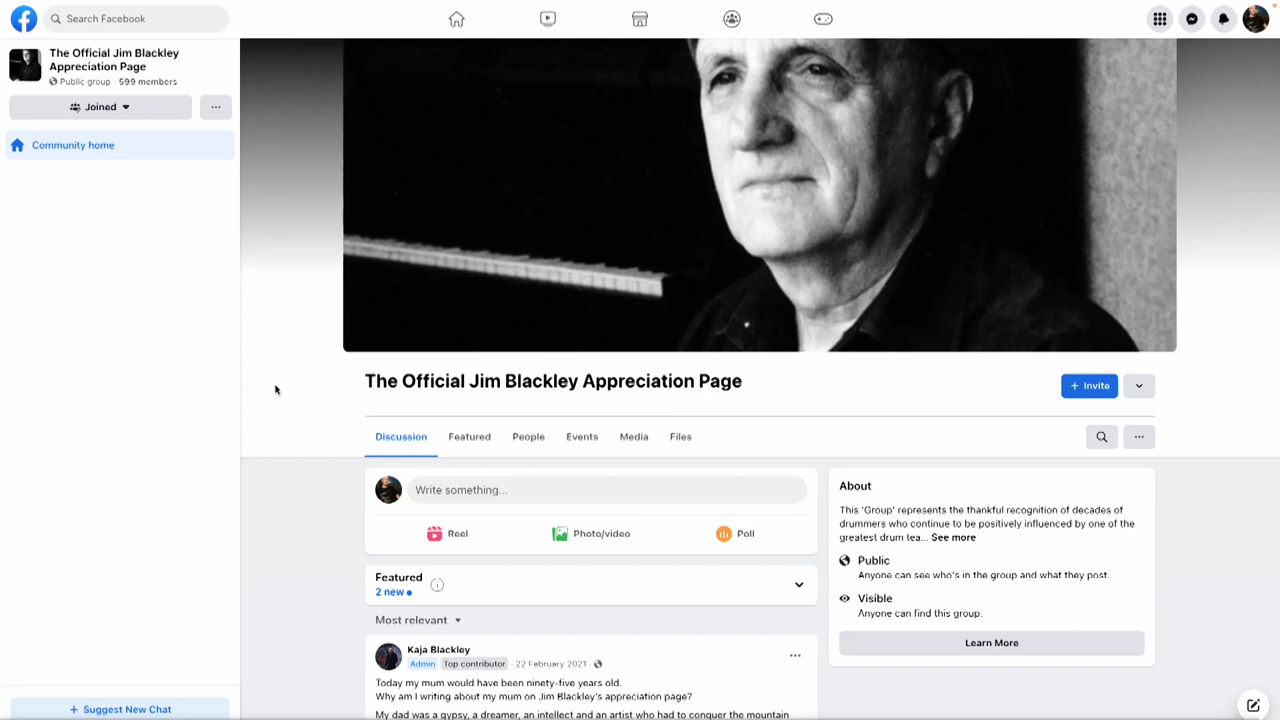 Search Facebook
The Official Jim Blackley
Appreciation Page
Public group · 599 members
Joined
Community home
Suggest New Chat
The Official Jim Blackley Appreciation Page
+ Invite
Discussion
Featured
People
Events
Media
Files
Write something...
Reel
Photo/video
Poll
Featured
2 new
Most relevant
Kaja Blackley
Admin Top contributor · 22 February 2021 ·
Today my mum would have been ninety-five years old.
Why am I writing about my mum on Jim Blackley's appreciation page?
My dad was a gypsy, a dreamer, an intellect and an artist who had to conquer the mountain
About
This 'Group' represents the thankful recognition of decades of
drummers who continue to be positively influenced by one of the
greatest drum tea... See more
Public
Anyone can see who's in the group and what they post.
Visible
Anyone can find this group.
Learn More